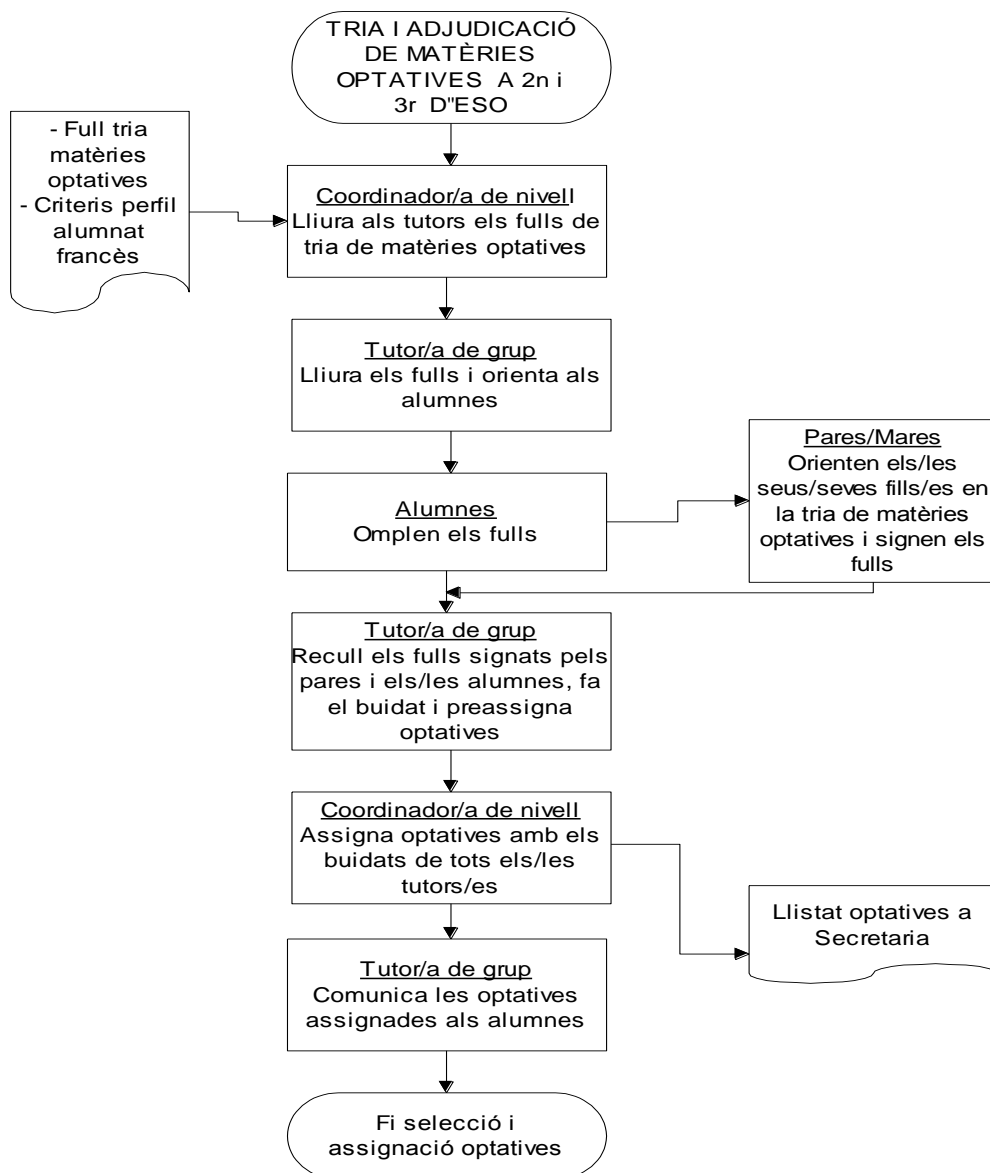 TRIA I ADJUDICACIÓ
DE MATÈRIES
OPTATIVES A 2n i
3r D"ESO
- Full tria
matèries
optatives
- Criteris perfil
alumnat
francès
Coordinador/a de nivell
Lliura als tutors els fulls de
tria de matèries optatives
Tutor/a de grup
Lliura els fulls i orienta als
alumnes
Alumnes
Omplen els fulls
Pares/Mares
Orienten els/les
seus/seves fills/es en
la tria de matèries
optatives i signen els
fulls
Tutor/a de grup
Recull els fulls signats pels
pares i els/les alumnes, fa
el buidat i preassigna
optatives
Coordinador/a de nivell
Assigna optatives amb els
buidats de tots els/les
tutors/es
Llistat optatives a
Secretaria
Tutor/a de grup
Comunica les optatives
assignades als alumnes
Fi selecció i
assignació optatives